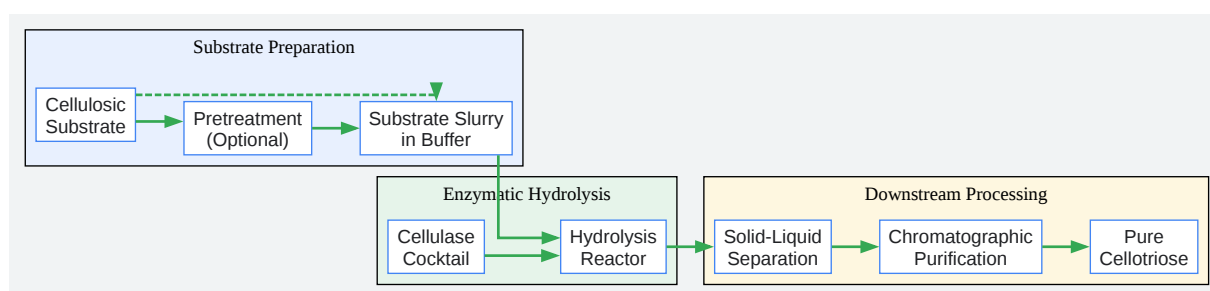 Substrate Preparation
Cellulosic
Substrate
Pretreatment
(Optional)
Substrate Slurry
in Buffer
Enzymatic Hydrolysis
Cellulase
Cocktail
Hydrolysis
Reactor
Downstream Processing
Solid-Liquid
Separation
Chromatographic
Purification
Pure
Cellotriose